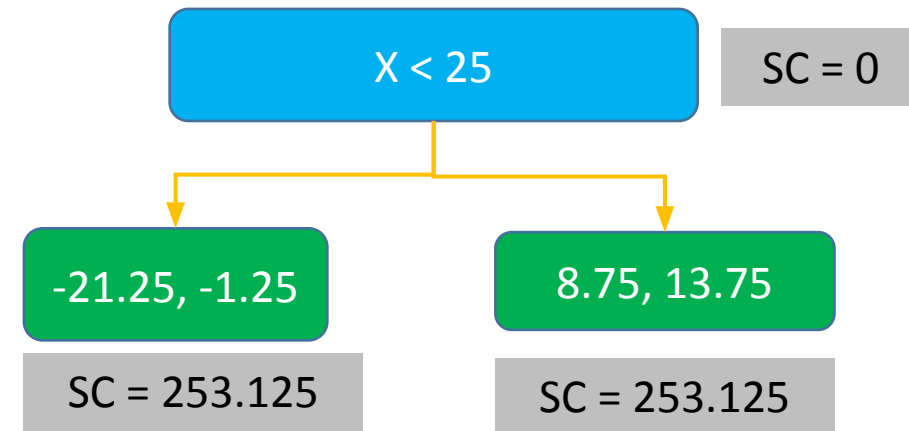 X < 25
SC = 0
-21.25, -1.25
8.75, 13.75
SC = 253.125
SC = 253.125